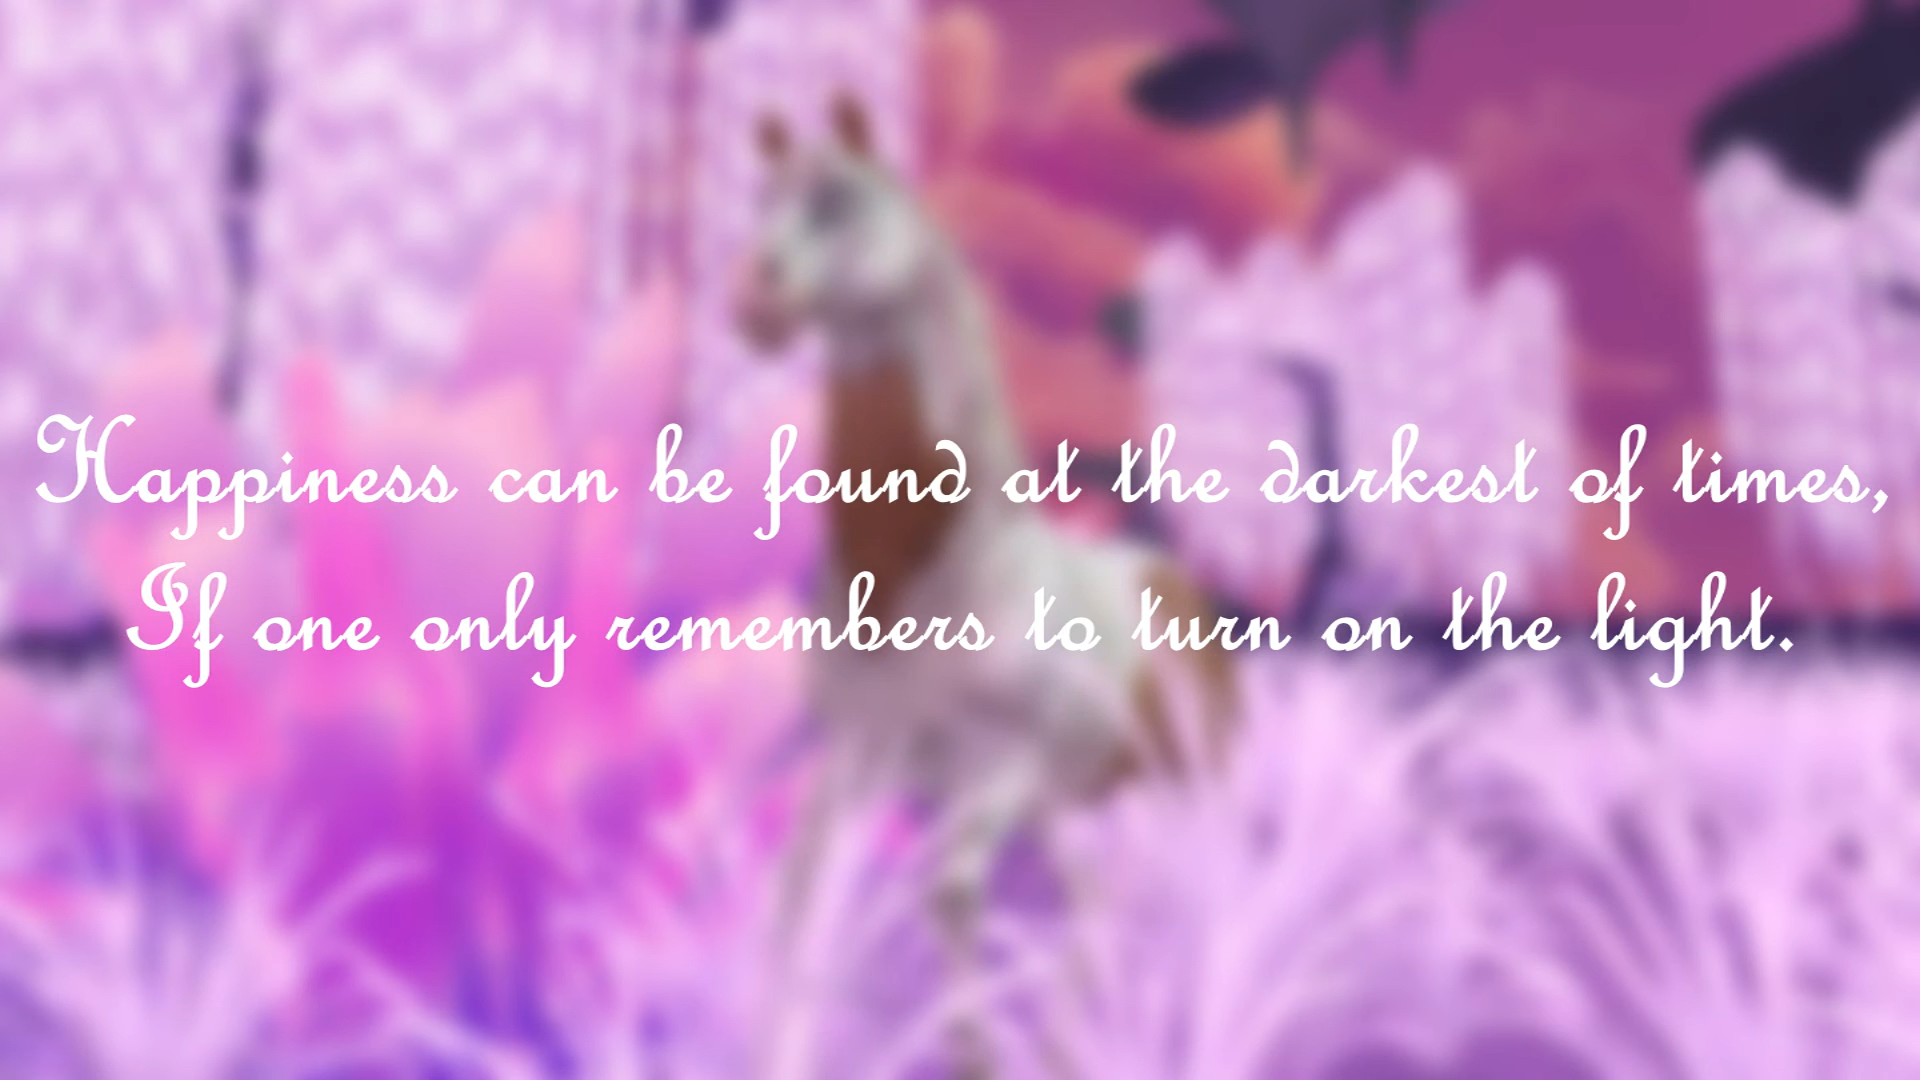 Happiness can be found at the darkest of times,
If one only remembers to turn on the light.